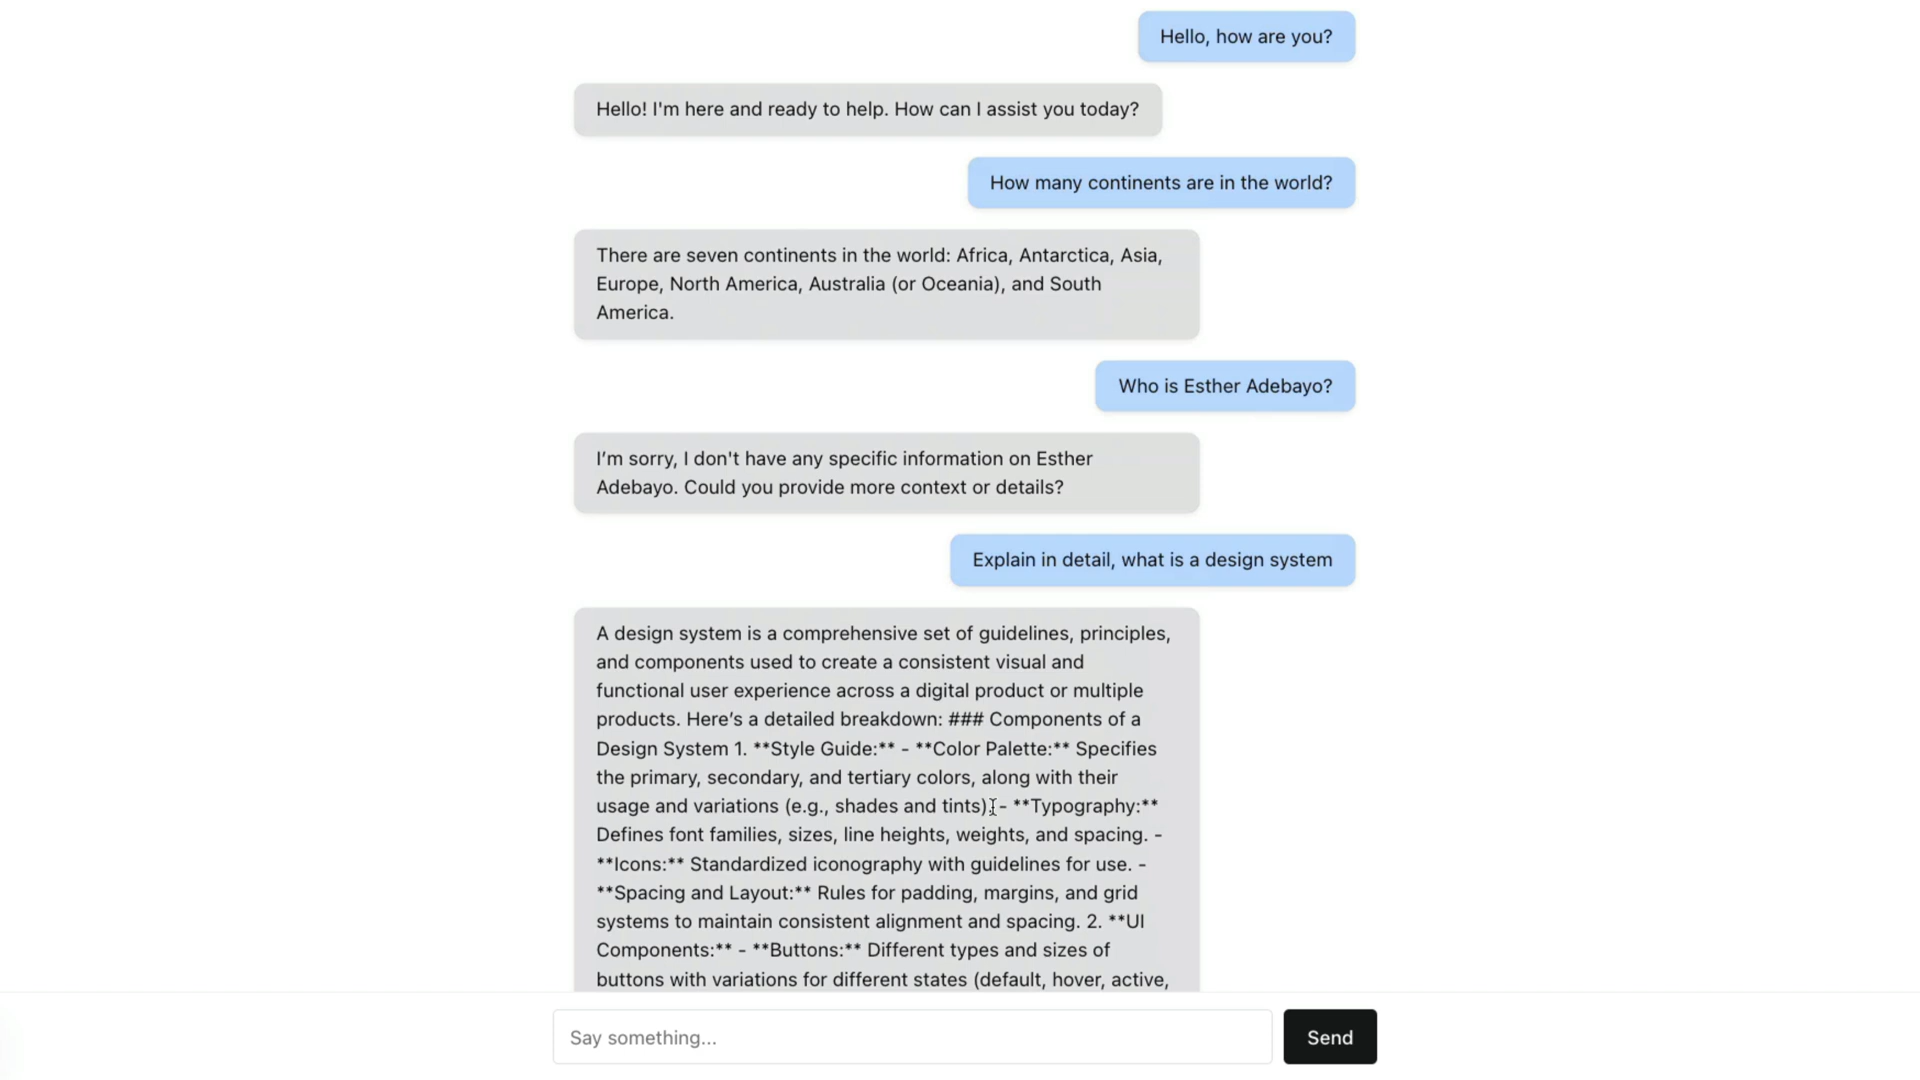 Hello, how are you?
Hello! I'm here and ready to help. How can I assist you today?
How many continents are in the world?
There are seven continents in the world: Africa, Antarctica, Asia,
Europe, North America, Australia (or Oceania), and South
America.
Who is Esther Adebayo?
I’m sorry, I don't have any specific information on Esther
Adebayo. Could you provide more context or details?
Explain in detail, what is a design system
A design system is a comprehensive set of guidelines, principles,
and components used to create a consistent visual and
functional user experience across a digital product or multiple
products. Here’s a detailed breakdown: ### Components of a
Design System 1. **Style Guide:** - **Color Palette:** Specifies
the primary, secondary, and tertiary colors, along with their
usage and variations (e.g., shades and tints). - **Typography:**
Defines font families, sizes, line heights, weights, and spacing. -
**Icons:** Standardized iconography with guidelines for use. -
**Spacing and Layout:** Rules for padding, margins, and grid
systems to maintain consistent alignment and spacing. 2. **UI
Components:** - **Buttons:** Different types and sizes of
buttons with variations for different states (default, hover, active,
Say something...
Send